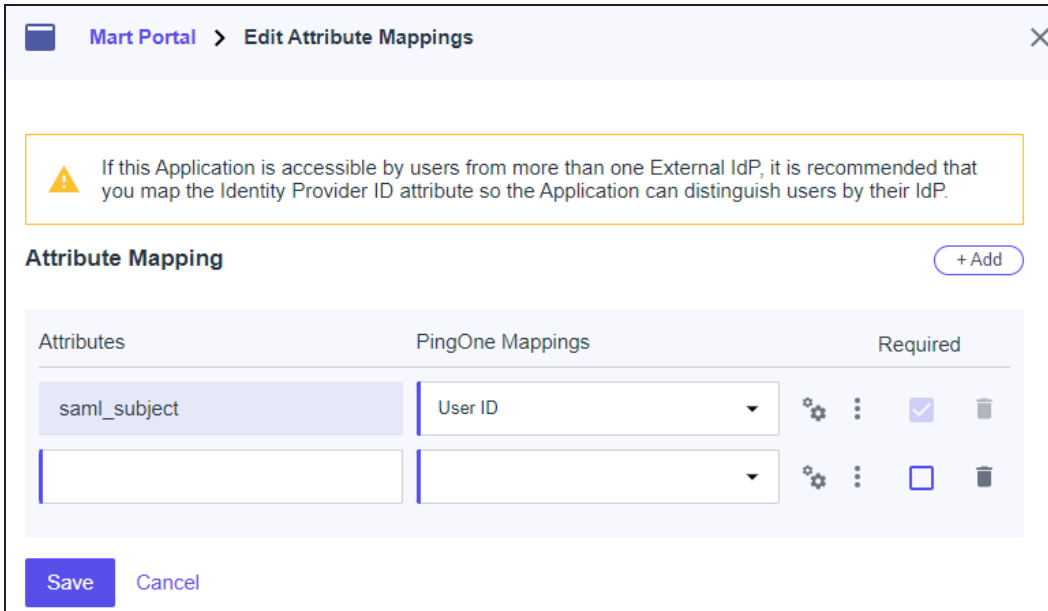 Mart Portal > Edit Attribute Mappings
If this Application is accessible by users from more than one External IdP, it is recommended that
you map the Identity Provider ID attribute so the Application can distinguish users by their IdP.
Attribute Mapping
+ Add
Attributes PingOne Mappings Required
saml_subject User ID
Save Cancel